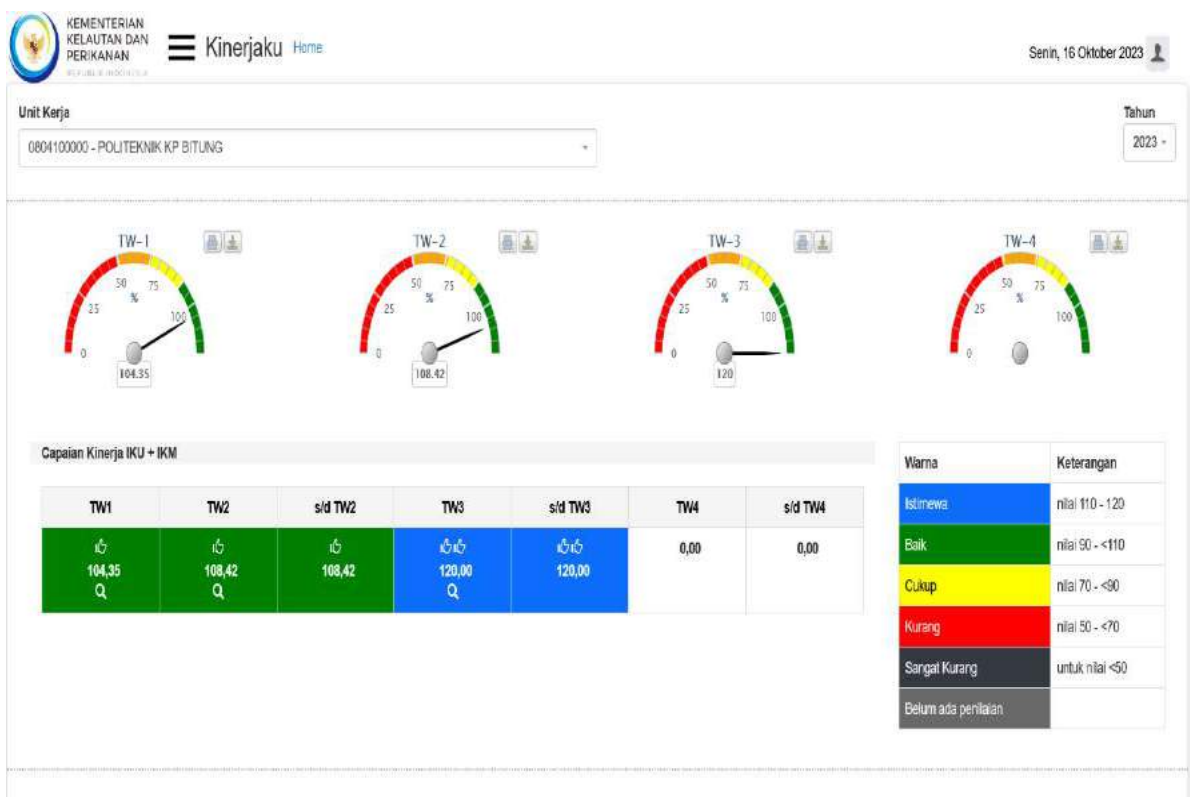 KEMENTERIAN
KELAUTAN DAN
PERIKANAN
REPUBLIK INDONESIA
Kinerjaku Home
Senin, 16 Oktober 2023
Unit Kerja
Tahun
0804100000 - POLITEKNIK KP BITUNG
2023
TW-1
0 25 50 75 100
%
104.35
TW-2
0 25 50 75 100
%
108.42
TW-3
0 25 50 75 100
%
120
TW-4
0 25 50 75 100
%
Capaian Kinerja IKU + IKM
TW1 TW2 s/d TW2 TW3 s/d TW3 TW4 s/d TW4
104,35 108,42 108,42 120,00 120,00 0,00 0,00
Warna Keterangan
Istimewa nilai 110 - 120
Baik nilai 90 - <110
Cukup nilai 70 - <90
Kurang nilai 50 - <70
Sangat Kurang untuk nilai <50
Belum ada penilaian